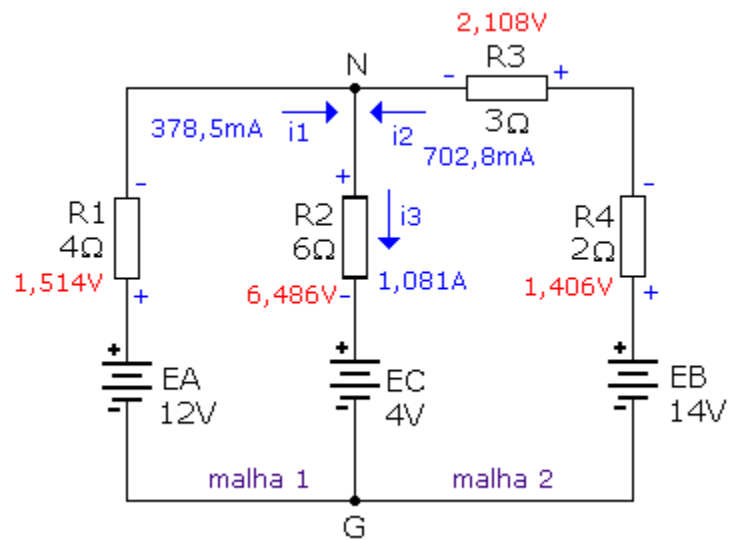 2,108V
N
R3
- +
378,5mA
i1
i2
3Ω
702,8mA
-
+
-
R1
4Ω
R2
6Ω
i3
R4
2Ω
1,514V
+
6,486V-
1,081A
1,406V
+
+
EA
12V
-
+
EC
4V
-
+
EB
14V
-
malha 1
malha 2
G